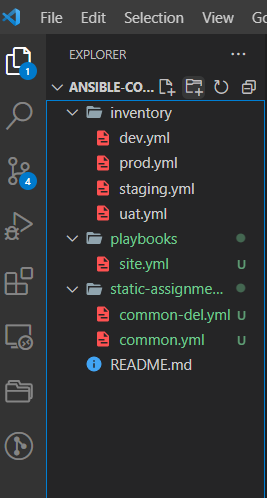 File Edit Selection View Go
EXPLORER ...
ANSIBLE-CO...
1
inventory
dev.yml
prod.yml
4
staging.yml
uat.yml
playbooks
site.yml U
static-assignme...
common-del.yml U
common.yml U
README.md